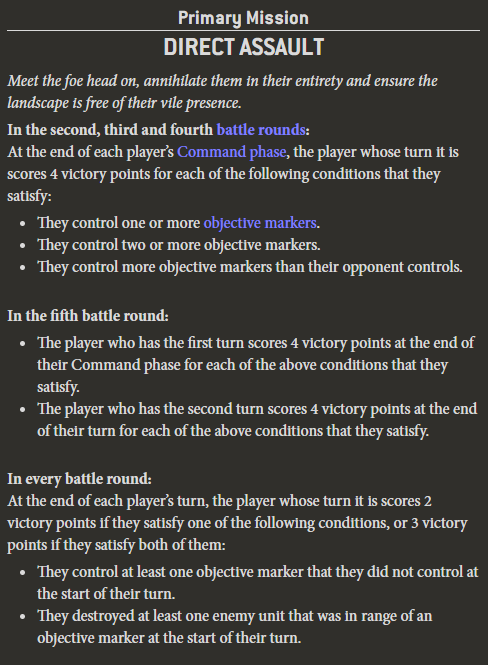 Primary Mission
DIRECT ASSAULT
Meet the foe head on, annihilate them in their entirety and ensure the
landscape is free of their vile presence.
In the second, third and fourth battle rounds:
At the end of each player's Command phase, the player whose turn it is
scores 4 victory points for each of the following conditions that they
satisfy:
• They control one or more objective markers.
• They control two or more objective markers.
• They control more objective markers than their opponent controls.
In the fifth battle round:
• The player who has the first turn scores 4 victory points at the end of
their Command phase for each of the above conditions that they
satisfy.
• The player who has the second turn scores 4 victory points at the end
of their turn for each of the above conditions that they satisfy.
In every battle round:
At the end of each player's turn, the player whose turn it is scores 2
victory points if they satisfy one of the following conditions, or 3 victory
points if they satisfy both of them:
• They control at least one objective marker that they did not control at
the start of their turn.
• They destroyed at least one enemy unit that was in range of an
objective marker at the start of their turn.